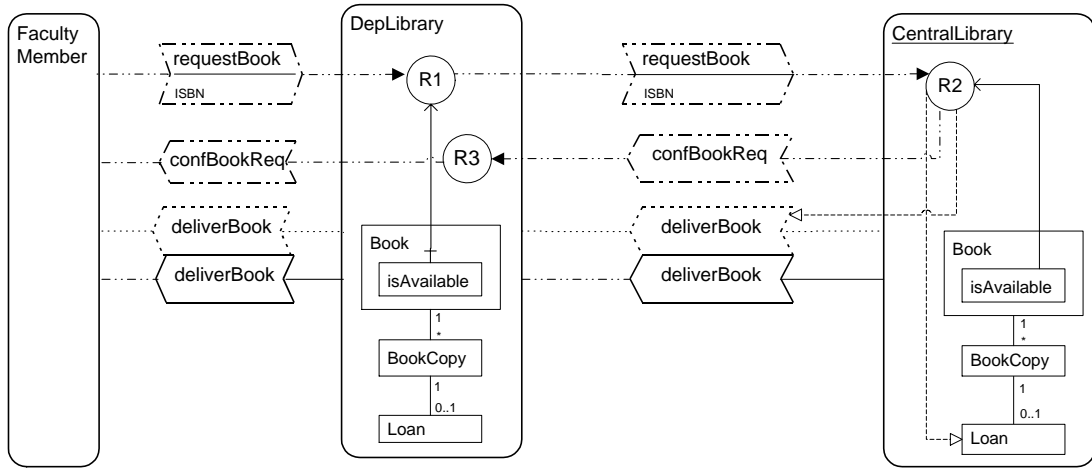 Faculty
Member
requestBook
ISBN
confBookReq
deliverBook
deliverBook
DepLibrary
R1
R3
Book
isAvailable
1
*
BookCopy
1
0..1
Loan
requestBook
ISBN
confBookReq
deliverBook
deliverBook
CentralLibrary
R2
Book
isAvailable
1
*
BookCopy
1
0..1
Loan